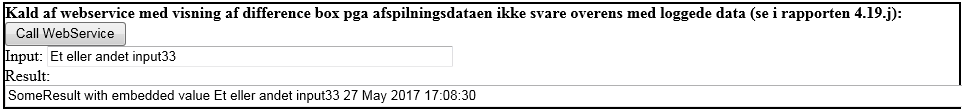 Kald af webservice med visning af difference box pga afspilningsdataen ikke svare overens med loggede data (se i rapporten 4.19.j):
Call WebService
Input: Et eller andet input33
Result:
SomeResult with embedded value Et eller andet input33 27 May 2017 17:08:30